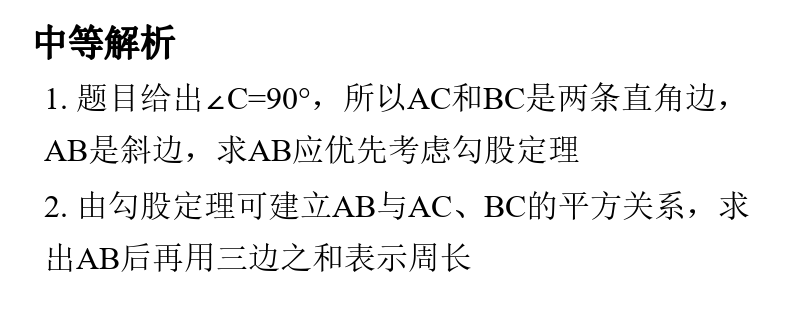 中等解析
1. 题目给出∠C=90°，所以AC和BC是两条直角边，
AB是斜边，求AB应优先考虑勾股定理
2. 由勾股定理可建立AB与AC、BC的平方关系，求
出AB后再用三边之和表示周长